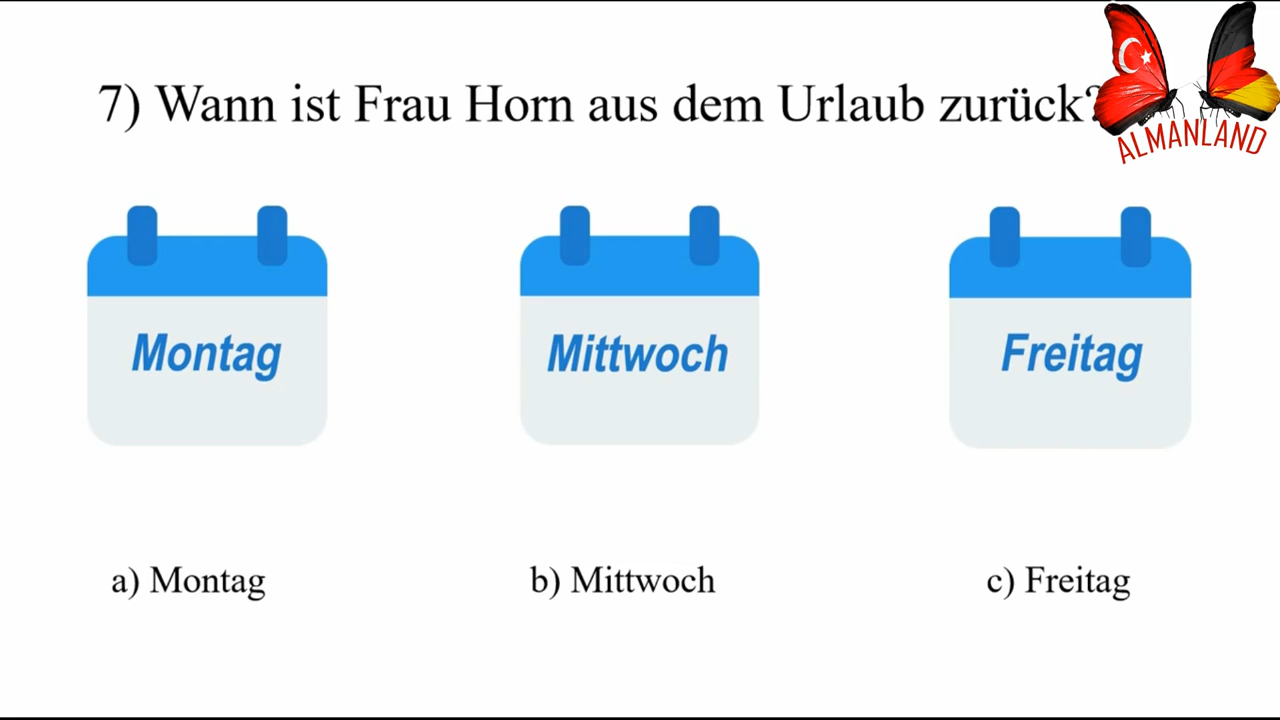 7) Wann ist Frau Horn aus dem Urlaub zurück?
ALMANLAND
Montag
Mittwoch
Freitag
a) Montag
b) Mittwoch
c) Freitag